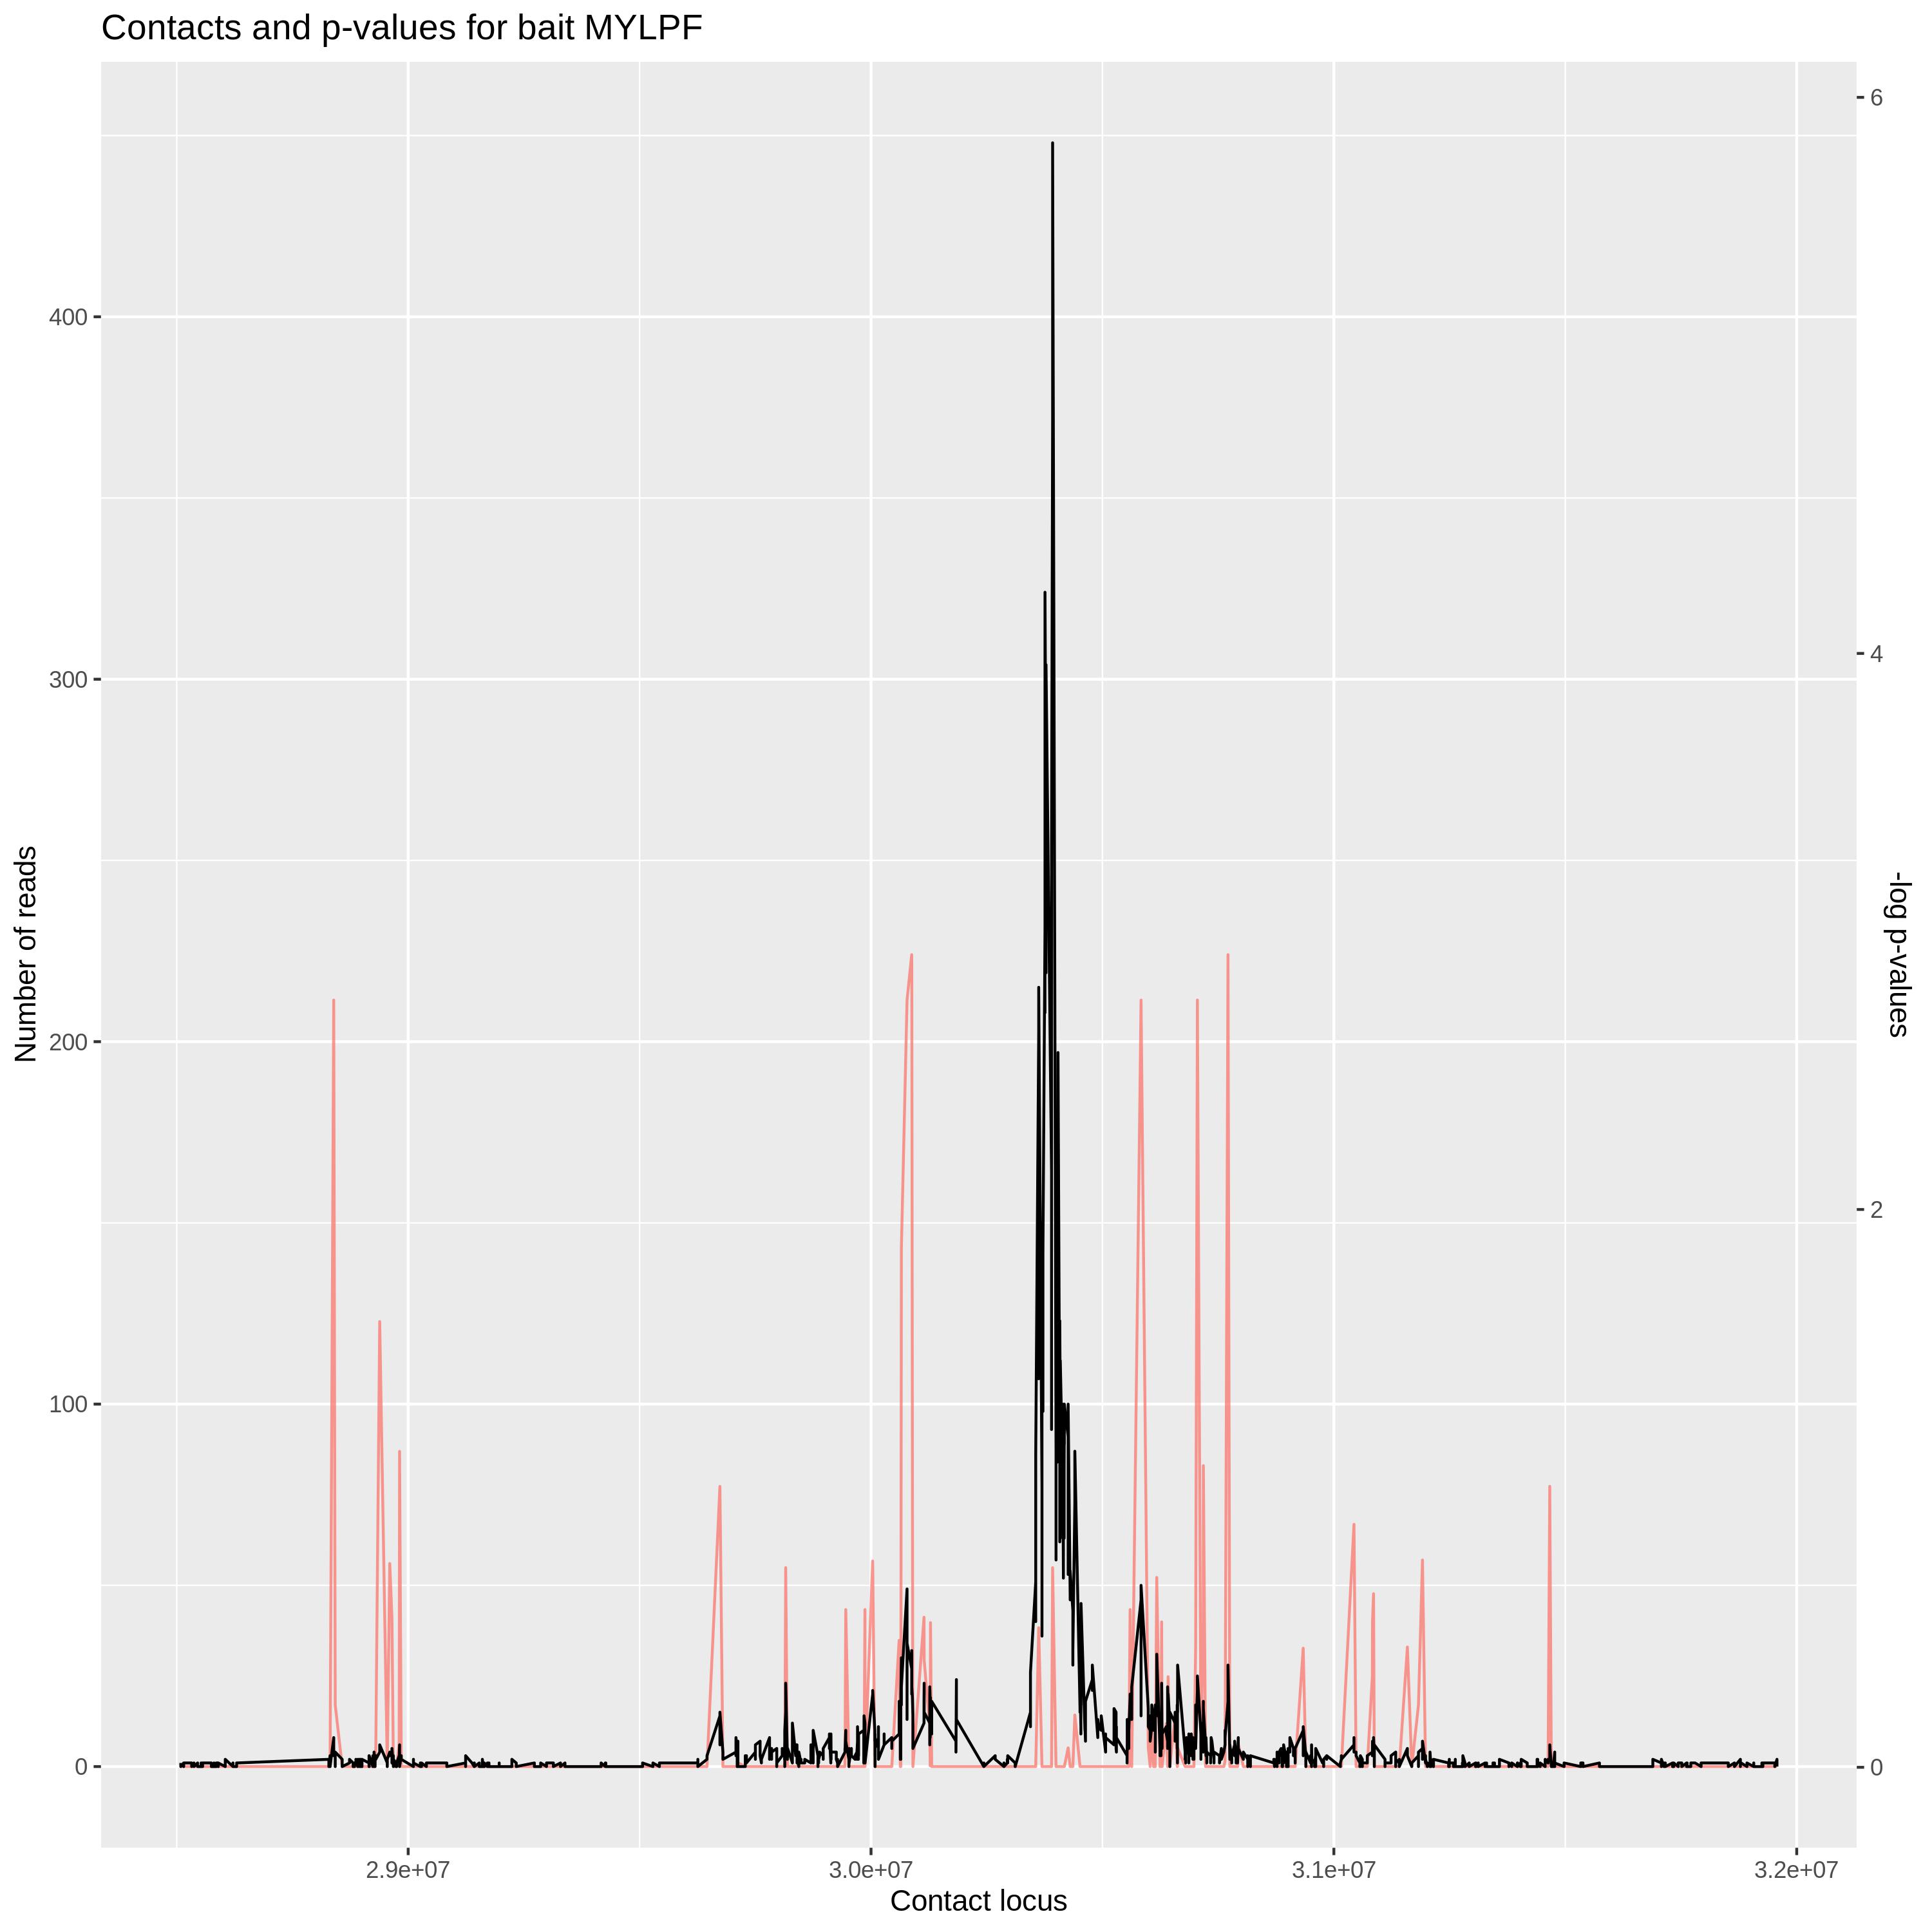 Contacts and p-values for bait MYLPF
6
400
4
300
Number of reads
-log p-values
200
2
100
0
0
2.9e+07
3.0e+07
3.1e+07
3.2e+07
Contact locus